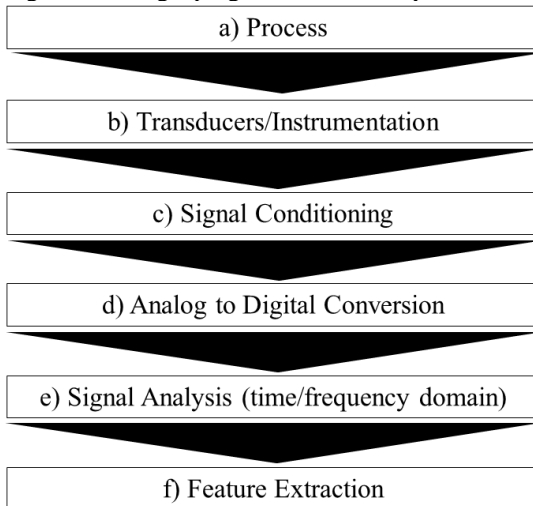 a) Process
b) Transducers/Instrumentation
c) Signal Conditioning
d) Analog to Digital Conversion
e) Signal Analysis (time/frequency domain)
f) Feature Extraction